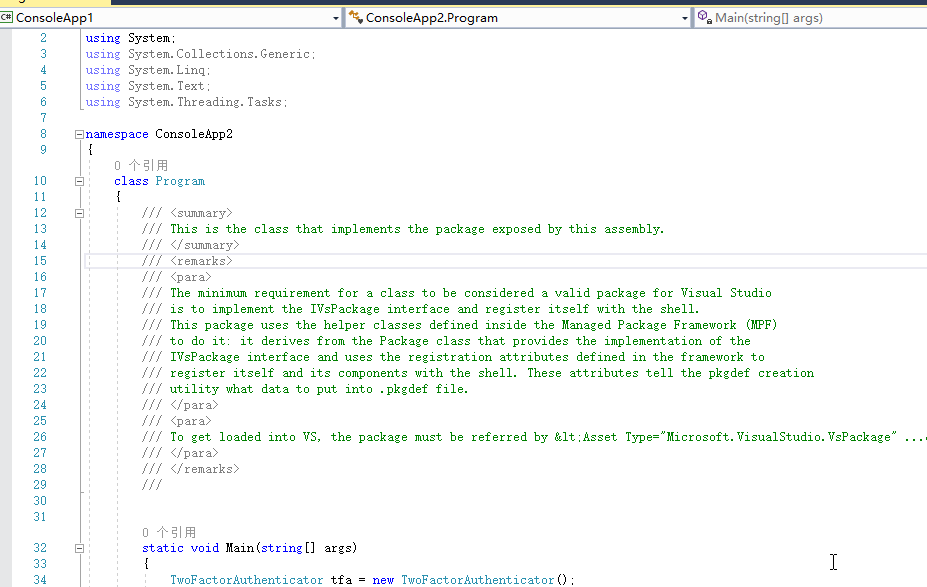 C# ConsoleApp1 ConsoleApp2.Program Main(string[] args)
2 using System;
3 using System.Collections.Generic;
4 using System.Linq;
5 using System.Text;
6 using System.Threading.Tasks;
7
8 namespace ConsoleApp2
9 {
0 个引用
10 class Program
11 {
12 /// <summary>
13 /// This is the class that implements the package exposed by this assembly.
14 /// </summary>
15 /// <remarks>
16 /// <para>
17 /// The minimum requirement for a class to be considered a valid package for Visual Studio
18 /// is to implement the IVsPackage interface and register itself with the shell.
19 /// This package uses the helper classes defined inside the Managed Package Framework (MPF)
20 /// to do it: it derives from the Package class that provides the implementation of the
21 /// IVsPackage interface and uses the registration attributes defined in the framework to
22 /// register itself and its components with the shell. These attributes tell the pkgdef creation
23 /// utility what data to put into .pkgdef file.
24 /// </para>
25 /// <para>
26 /// To get loaded into VS, the package must be referred by &lt;Asset Type="Microsoft.VisualStudio.VsPackage" ...
27 /// </para>
28 /// </remarks>
29 ///
30
31
0 个引用
32 static void Main(string[] args)
33 {
34 TwoFactorAuthenticator tfa = new TwoFactorAuthenticator();